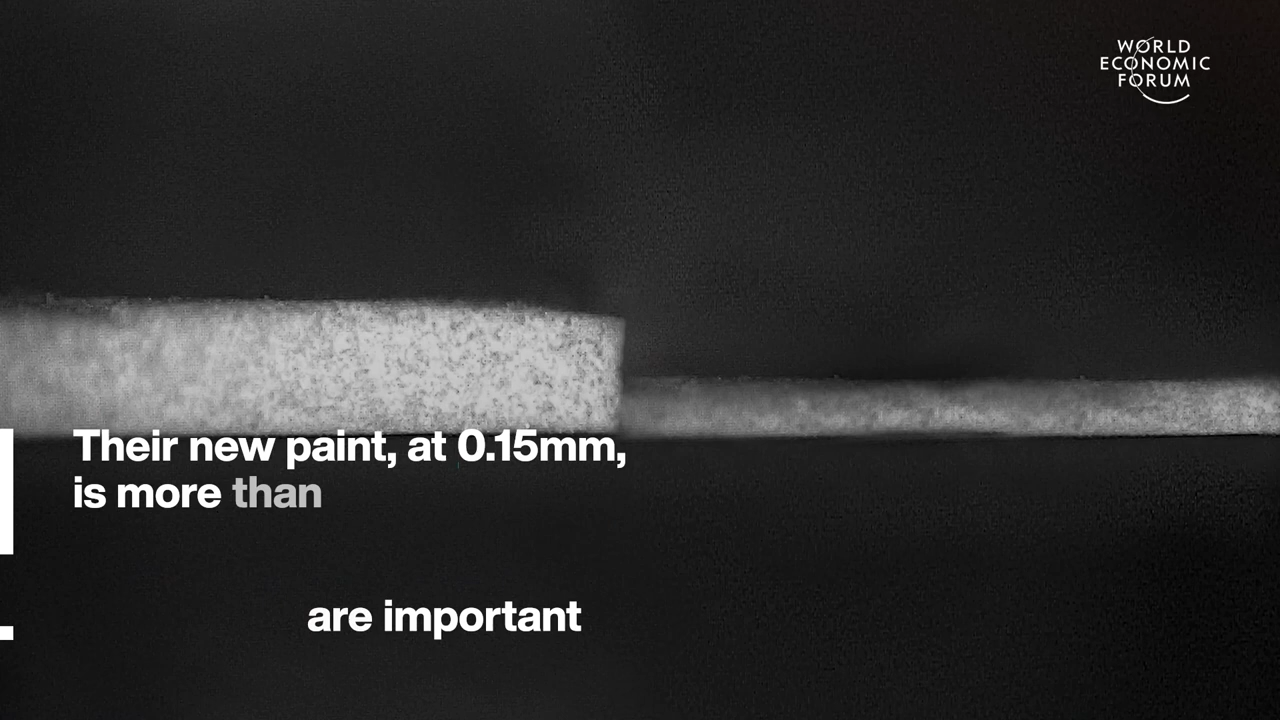 WORLD
ECONOMIC
FORUM
Their new paint, at 0.15mm,
is more than
are important